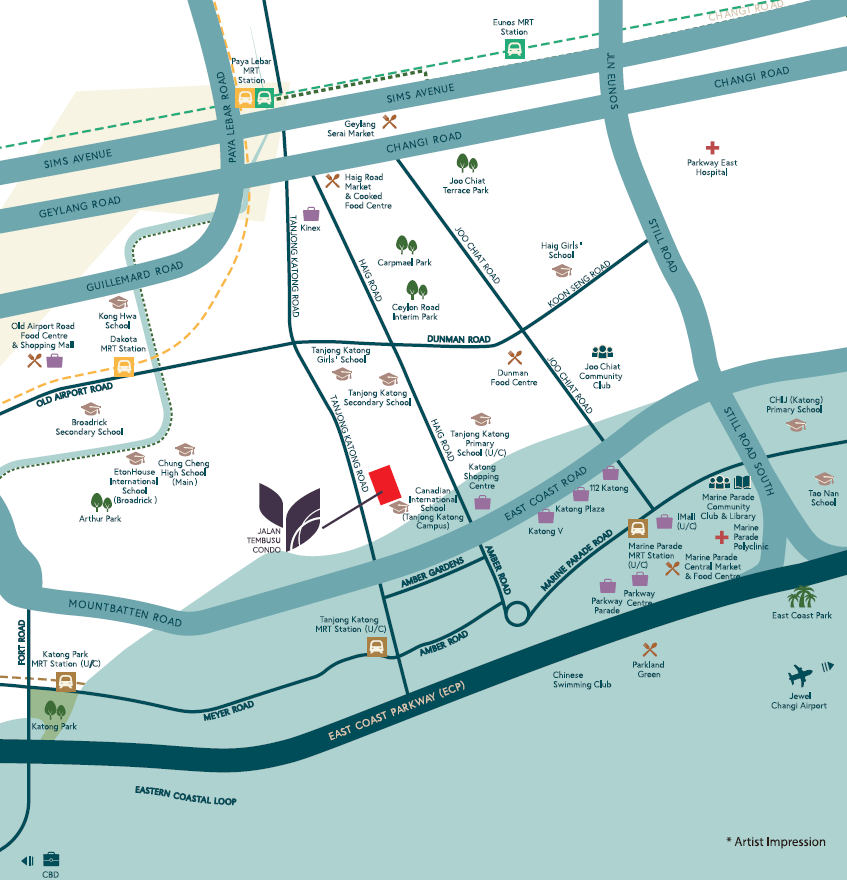 CHANGI ROAD
Eunos MRT
Station
JLN EUNOS
Paya Lebar
MRT
Station
PAYA LEBAR ROAD
SIMS AVENUE
CHANGI ROAD
Geylang
Serai Market
CHANGI ROAD
SIMS AVENUE
Parkway East
Hospital
Haig Road
Market
& Cooked
Food Centre
Joo Chiat
Terrace Park
GEYLANG ROAD
Kinex
TANJONG KATONG ROAD
JOO CHIAT ROAD
STILL ROAD
Haig Girls'
School
Carpmael Park
HAIG ROAD
KOON SENG ROAD
GUILLEMARD ROAD
Ceylon Road
Interim Park
Kong Hwa
School
Old Airport Road
Food Centre
& Shopping Mall
Dakota
MRT Station
DUNMAN ROAD
Tanjong Katong
Girls' School
Dunman
Food Centre
Joo Chiat
Community
Club
JOO CHIAT ROAD
OLD AIRPORT ROAD
Tanjong Katong
Secondary School
TANJONG KATONG ROAD
HAIG ROAD
CHIJ (Katong)
Primary School
Broadrick
Secondary School
Tanjong Katong
Primary
School (U/C)
STILL ROAD SOUTH
EtonHouse
International
School
(Broadrick)
Chung Cheng
High School
(Main)
Katong
Shopping
Centre
EAST COAST ROAD
112 Katong
Katong Plaza
Katong V
Canadian
International
School
(Tanjong Katong
Campus)
Tao Nan
School
Marine Parade
Community
Club & Library
IMall
(U/C)
Arthur Park
JALAN
TEMBUSU
CONDO
Marine
Parade
Polyclinic
MARINE PARADE ROAD
Marine Parade
MRT Station
(U/C)
Marine Parade
Central Market
& Food Centre
AMBER GARDENS
AMBER ROAD
Parkway
Parade
Parkway
Centre
MOUNTBATTEN ROAD
East Coast Park
Tanjong Katong
MRT Station (U/C)
AMBER ROAD
FORT ROAD
Katong Park
MRT Station (U/C)
Parkland
Green
Chinese
Swimming Club
Jewel
Changi Airport
EAST COAST PARKWAY (ECP)
MEYER ROAD
Katong Park
EASTERN COASTAL LOOP
* Artist Impression
CBD